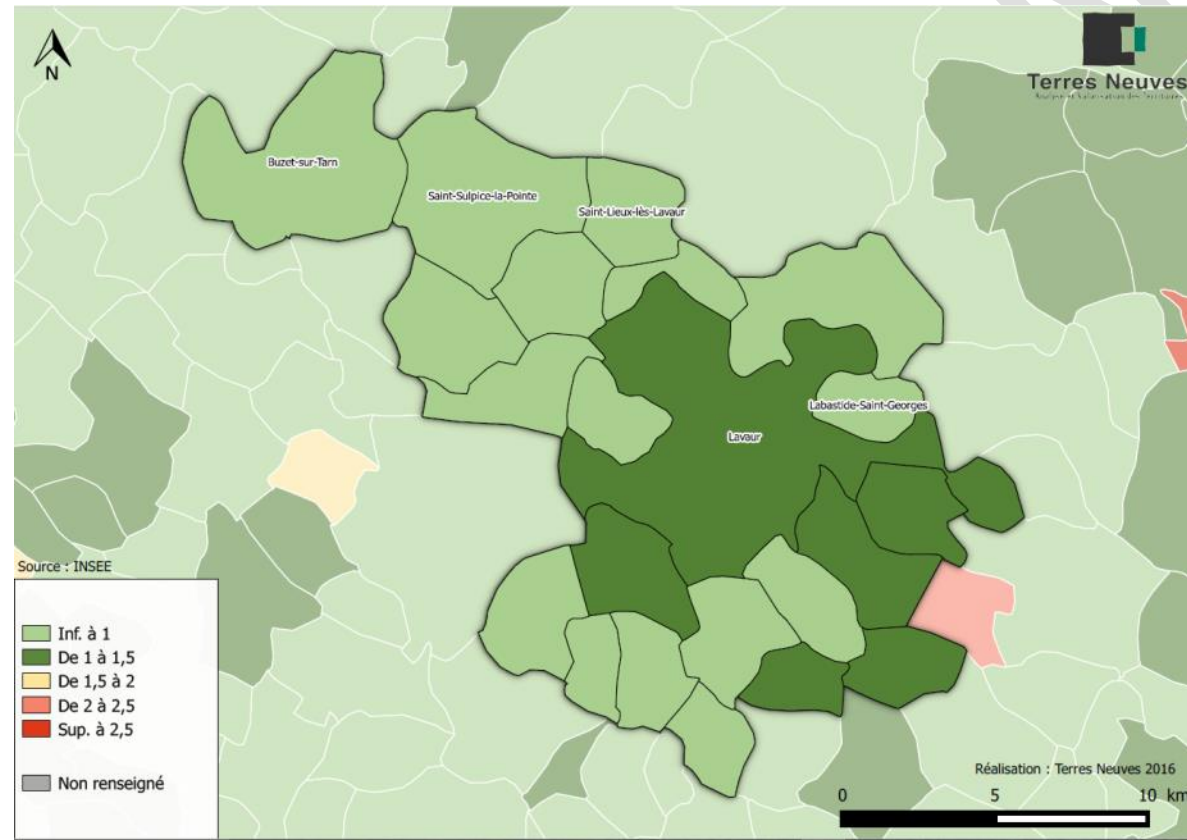 N
Terres Neuves
Buzet-sur-Tarn
Saint-Sulpice-la-Pointe
Saint-Lieux-lès-Lavaur
Labastide-Saint-Georges
Lavaur
Source : INSEE
Inf. à 1
De 1 à 1,5
De 1,5 à 2
De 2 à 2,5
Sup. à 2,5
Non renseigné
Réalisation : Terres Neuves 2016
0 5 10 km